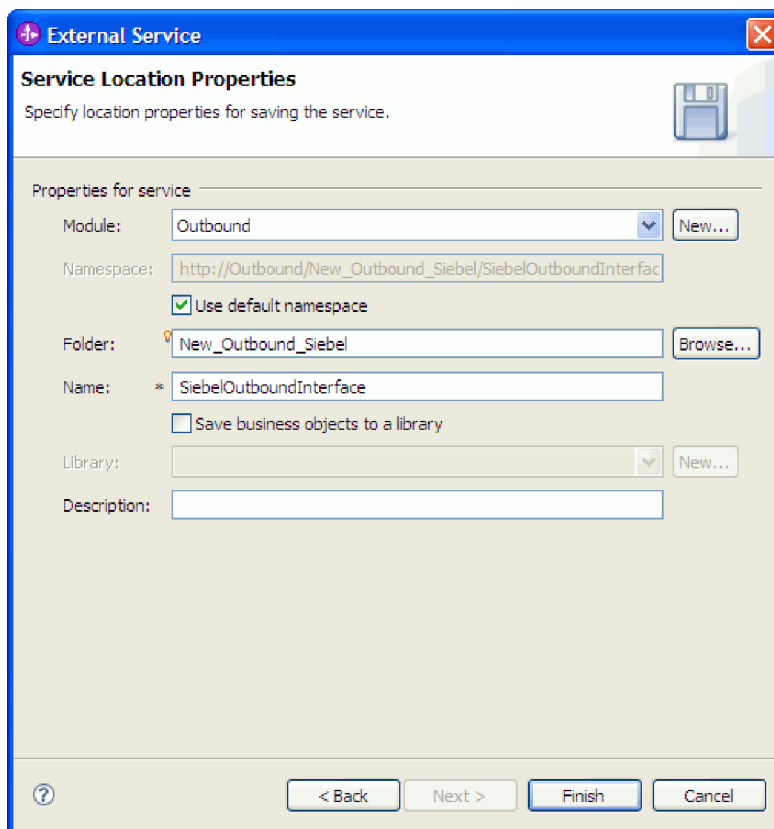 External Service
Service Location Properties
Specify location properties for saving the service.
Properties for service
Module: Outbound New...
Namespace: http://Outbound/New_Outbound_Siebel/SiebelOutboundInterfac
Use default namespace
Folder: New_Outbound_Siebel Browse...
Name: * SiebelOutboundInterface
Save business objects to a library
Library: New...
Description:
? < Back Next > Finish Cancel